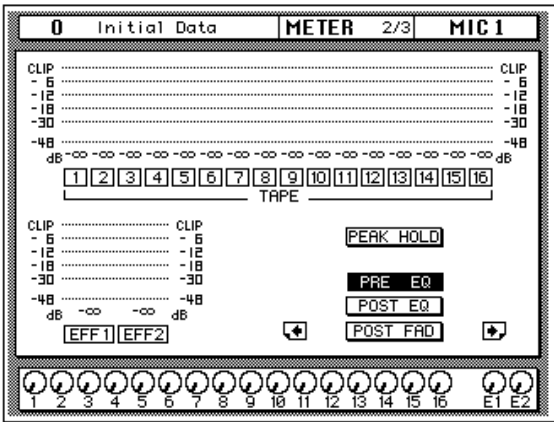 0 Initial Data METER 2/3 MIC 1
CLIP CLIP
- 6 - 6
-12 -12
-18 -18
-30 -30
-48 -48
dB -∞ -∞ -∞ -∞ -∞ -∞ -∞ -∞ -∞ -∞ -∞ -∞ -∞ -∞ -∞ -∞ dB
1 2 3 4 5 6 7 8 9 10 11 12 13 14 15 16
TAPE
CLIP CLIP
- 6 - 6
-12 -12
-18 -18
-30 -30
-48 -48
dB -∞ -∞ dB
EFF1 EFF2
PEAK HOLD
PRE EQ
POST EQ
POST FAD
1 2 3 4 5 6 7 8 9 10 11 12 13 14 15 16 E1 E2